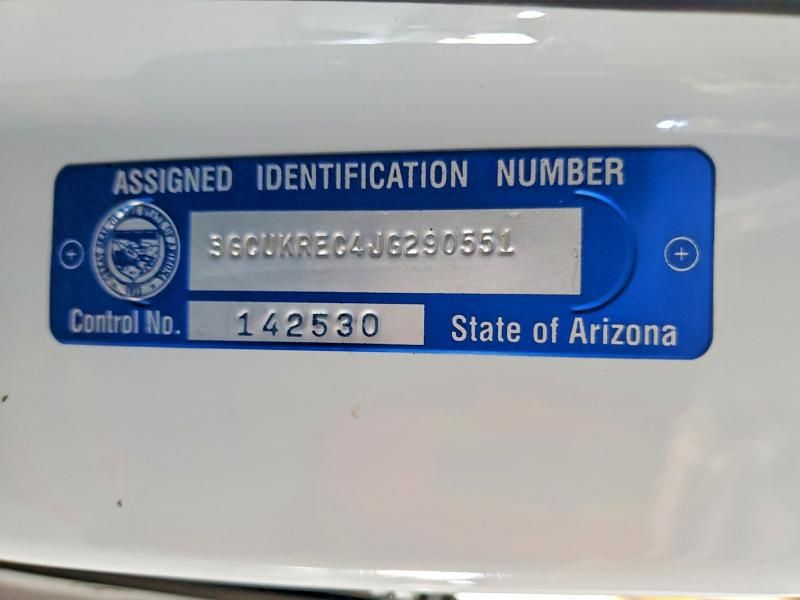 ASSIGNED IDENTIFICATION NUMBER
3GCUKREC4JG290551
Control No. 142530 State of Arizona